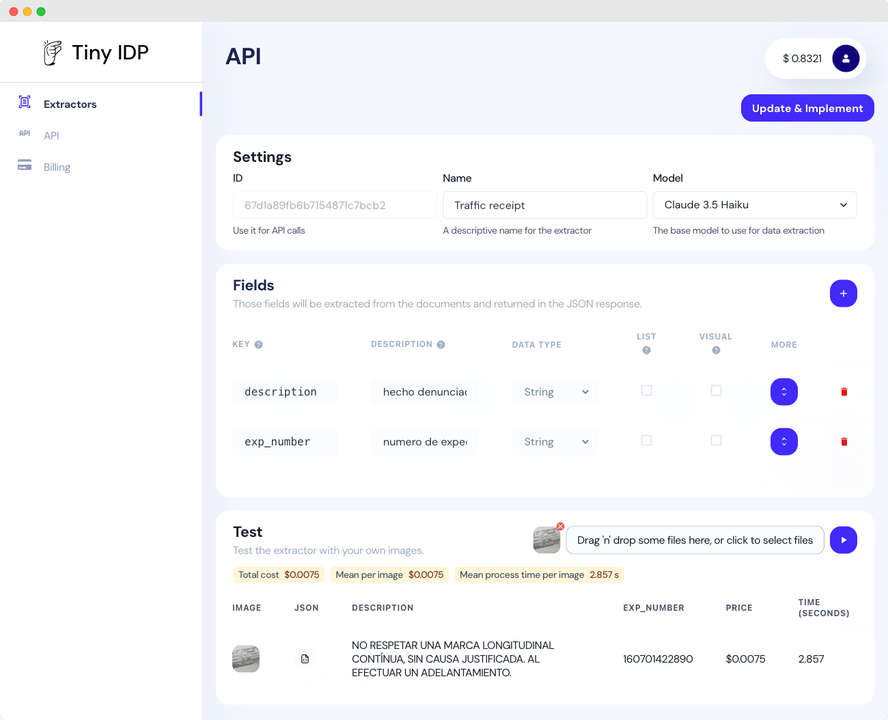 Tiny IDP
Extractors
API API
Billing
API
$ 0.8321
Update & Implement
Settings
ID
67d1a89fb6b7154871c7bcb2
Use it for API calls
Name
Traffic receipt
A descriptive name for the extractor
Model
Claude 3.5 Haiku
The base model to use for data extraction
Fields
Those fields will be extracted from the documents and returned in the JSON response.
+
KEY ? DESCRIPTION ? DATA TYPE LIST ? VISUAL ? MORE
description hecho denunciac String
exp_number numero de expe String
Test
Test the extractor with your own images.
Drag 'n' drop some files here, or click to select files
Total cost $0.0075 Mean per image $0.0075 Mean process time per image 2.857 s
IMAGE JSON DESCRIPTION EXP_NUMBER PRICE TIME
(SECONDS)
NO RESPETAR UNA MARCA LONGITUDINAL
CONTÍNUA, SIN CAUSA JUSTIFICADA. AL
EFECTUAR UN ADELANTAMIENTO.
160701422890 $0.0075 2.857